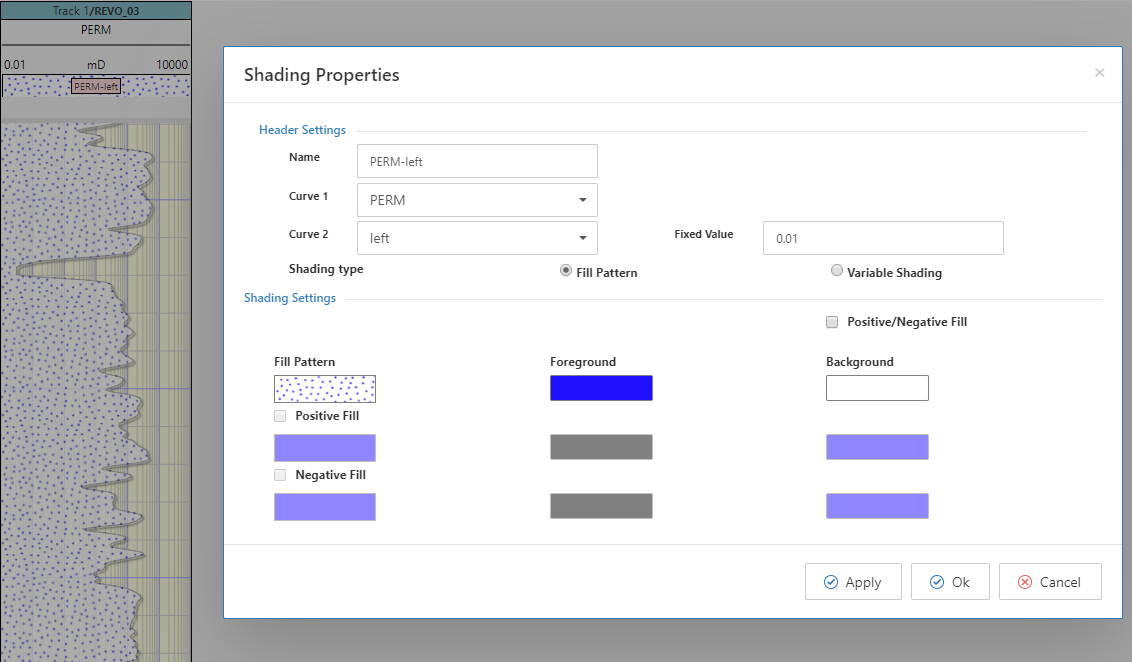 Track 1/REVO_03
PERM
0.01 mD 10000
PERM-left
Shading Properties
×
Header Settings
Name PERM-left
Curve 1 PERM
Curve 2 left Fixed Value 0.01
Shading type Fill Pattern Variable Shading
Shading Settings
Positive/Negative Fill
Fill Pattern Foreground Background
Positive Fill
Negative Fill
Apply Ok Cancel